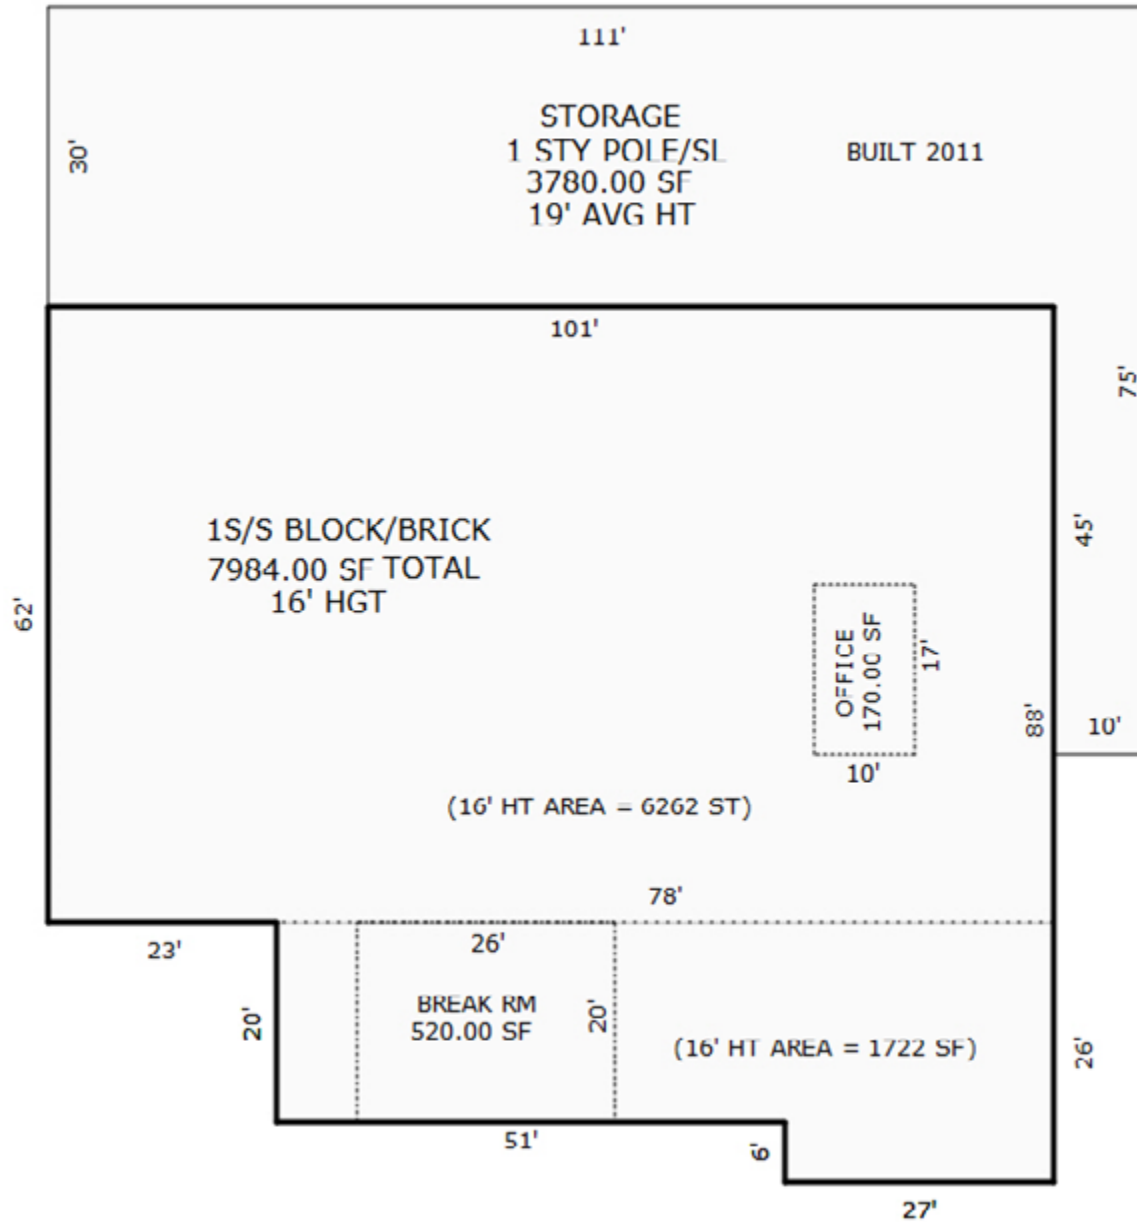 111'
30'
STORAGE
1 STY POLE/SL
3780.00 SF
19' AVG HT
BUILT 2011
101'
75'
1S/S BLOCK/BRICK
7984.00 SF TOTAL
16' HGT
62'
45'
OFFICE
170.00 SF
17'
10'
88'
10'
(16' HT AREA = 6262 ST)
78'
23'
26'
20'
BREAK RM
520.00 SF
20'
(16' HT AREA = 1722 SF)
26'
51'
6'
27'